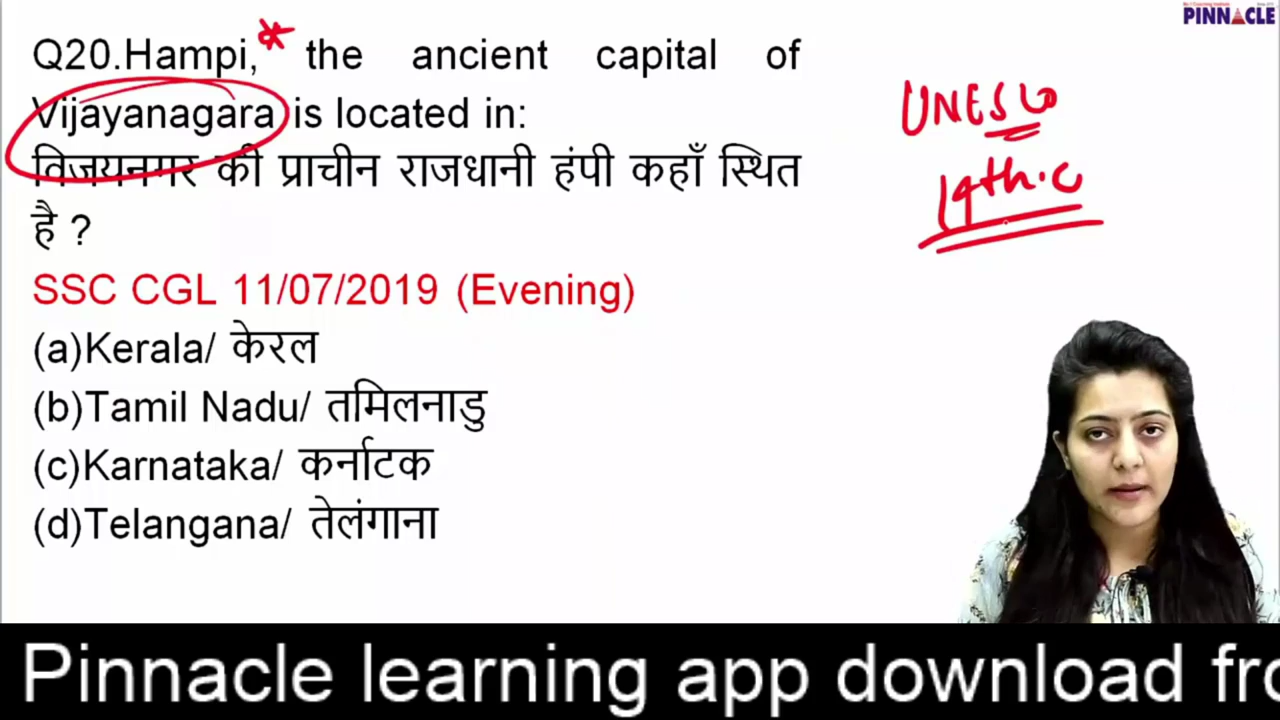 PINNACLE
Q20.Hampi,* the ancient capital of
Vijayanagara is located in:
विजयनगर की प्राचीन राजधानी हंपी कहाँ स्थित
है ?
SSC CGL 11/07/2019 (Evening)
(a)Kerala/ केरल
(b)Tamil Nadu/ तमिलनाडु
(c)Karnataka/ कर्नाटक
(d)Telangana/ तेलंगाना
UNESCO
14th.c
Pinnacle learning app download fro